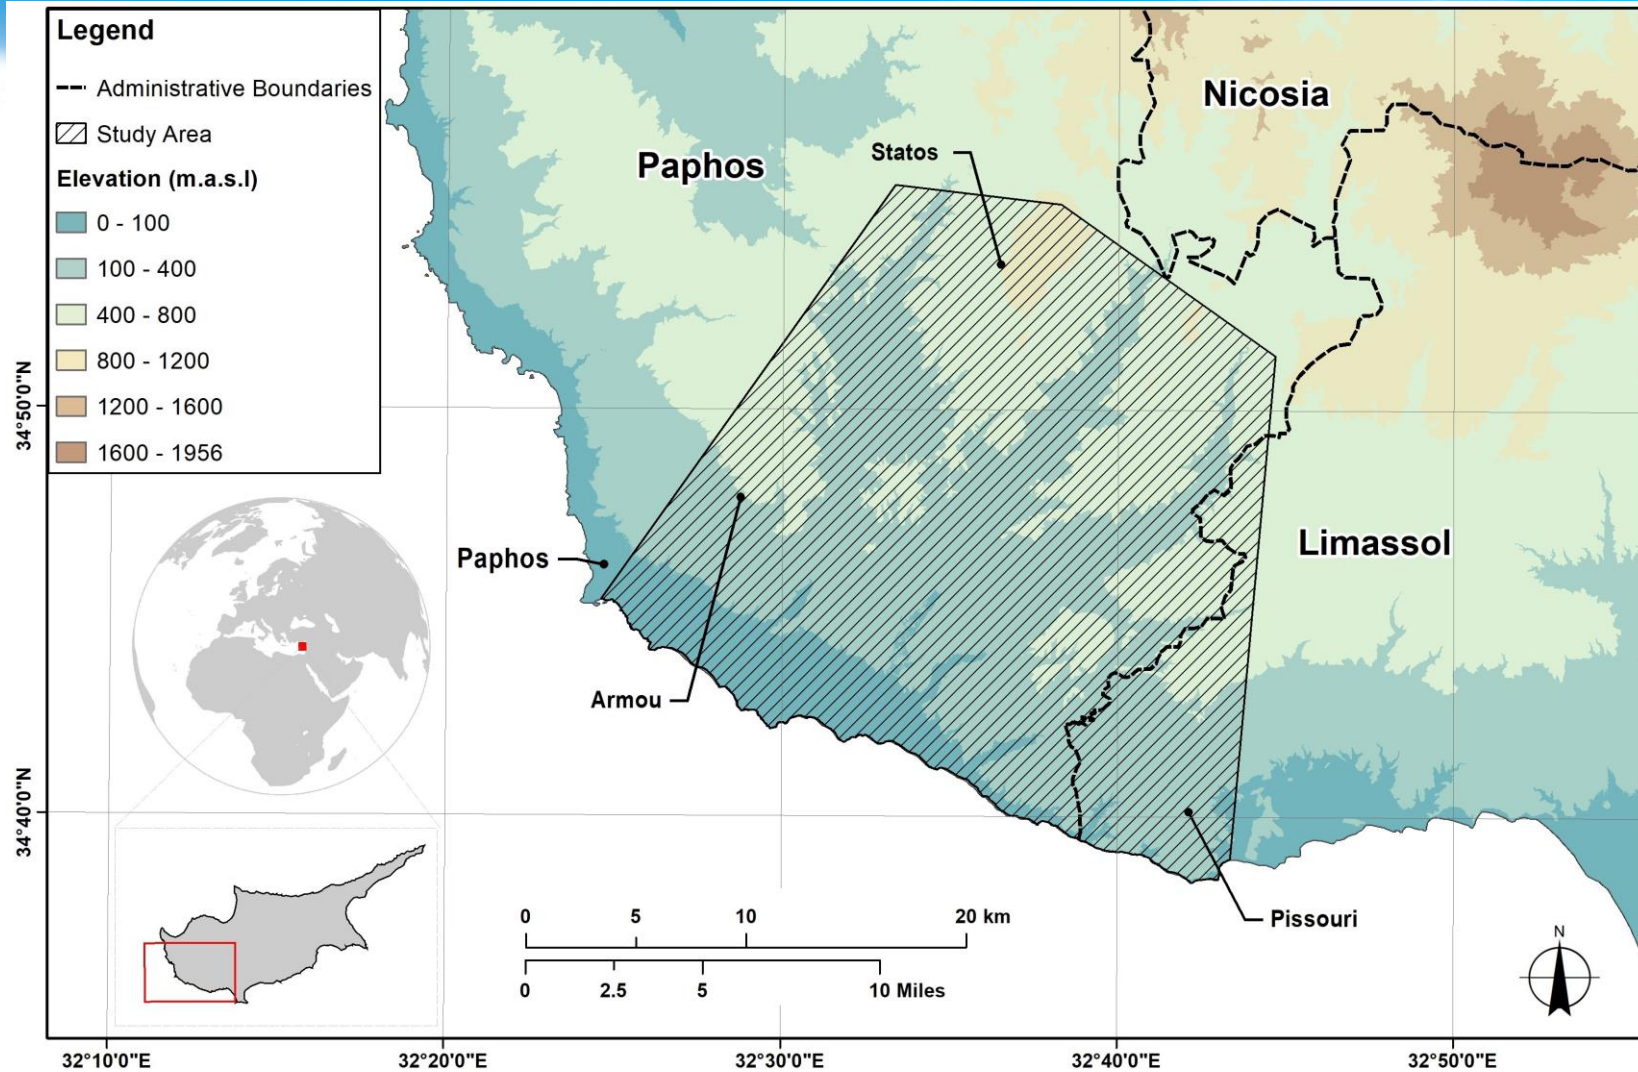 Legend
Administrative Boundaries
Study Area
Elevation (m.a.s.l)
0 - 100
100 - 400
400 - 800
800 - 1200
1200 - 1600
1600 - 1956
Nicosia
Paphos
Statos
Limassol
Paphos
Armou
Pissouri
34°50'0"N
34°40'0"N
0 5 10 20 km
0 2.5 5 10 Miles
N
32°10'0"E 32°20'0"E 32°30'0"E 32°40'0"E 32°50'0"E